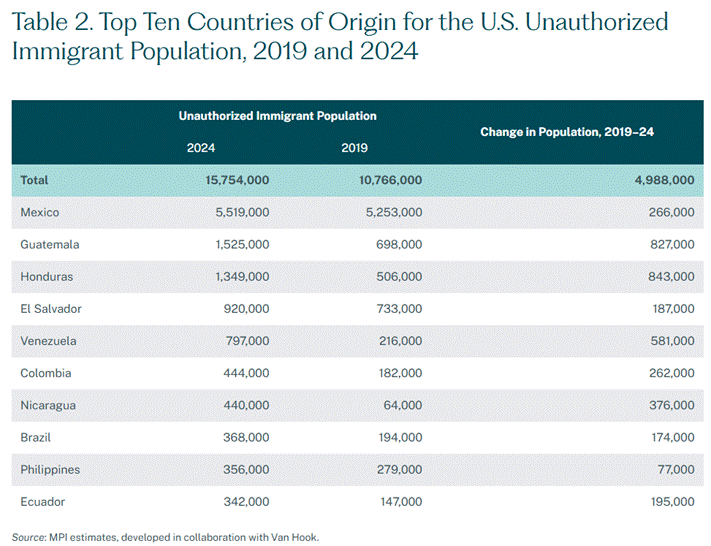 Table 2. Top Ten Countries of Origin for the U.S. Unauthorized
Immigrant Population, 2019 and 2024
Unauthorized Immigrant Population
Change in Population, 2019–24
2024 2019
Total 15,754,000 10,766,000 4,988,000
Mexico 5,519,000 5,253,000 266,000
Guatemala 1,525,000 698,000 827,000
Honduras 1,349,000 506,000 843,000
El Salvador 920,000 733,000 187,000
Venezuela 797,000 216,000 581,000
Colombia 444,000 182,000 262,000
Nicaragua 440,000 64,000 376,000
Brazil 368,000 194,000 174,000
Philippines 356,000 279,000 77,000
Ecuador 342,000 147,000 195,000
Source: MPI estimates, developed in collaboration with Van Hook.